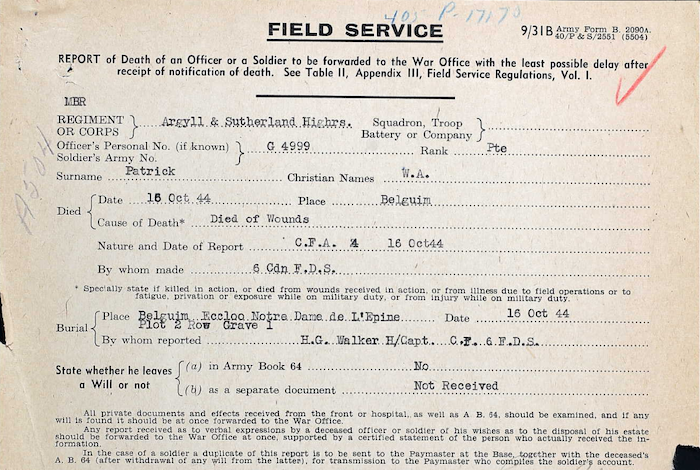 405 P-17170
FIELD SERVICE
9/31B Army Form B. 2090A.
40/P & S/2551 (5504)
REPORT of Death of an Officer or a Soldier to be forwarded to the War Office with the least possible delay after
receipt of notification of death. See Table II, Appendix III, Field Service Regulations, Vol. I.
MBR
REGIMENT OR CORPS } Argyll & Sutherland Highrs. Squadron, Troop Battery or Company }
Officer's Personal No. (if known) Soldier's Army No. } G 4999 Rank Pte
Surname Patrick Christian Names W.A.
Died { Date 15 Oct 44 Place Belguim
Cause of Death* Died of Wounds
Nature and Date of Report C.F.A. 4 16 Oct44
By whom made 6 Cdn F.D.S.
* Specially state if killed in action, or died from wounds received in action, or from illness due to field operations or to
fatigue, privation or exposure while on military duty, or from injury while on military duty.
Burial { Place Belguim Eccloo Notra Dame de L'Epine Date 16 Oct 44
Plot 2 Row Grave 1
By whom reported H.G. Walker H/Capt. C.F. 6 F.D.S.
State whether he leaves a Will or not { (a) in Army Book 64 No
(b) as a separate document Not Received
All private documents and effects received from the front or hospital, as well as A.B. 64, should be examined, and if any
will is found it should be at once forwarded to the War Office.
Any report received as to verbal expressions by a deceased officer or soldier of his wishes as to the disposal of his estate
should be forwarded to the War Office at once, supported by a certified statement of the person who actually received the in-
formation.
In the case of a soldier a duplicate of this report is to be sent to the Paymaster at the Base, together with the deceased's
A.B. 64 (after withdrawal of any will from the latter), for transmission to the Paymaster who compiles the soldier's account.